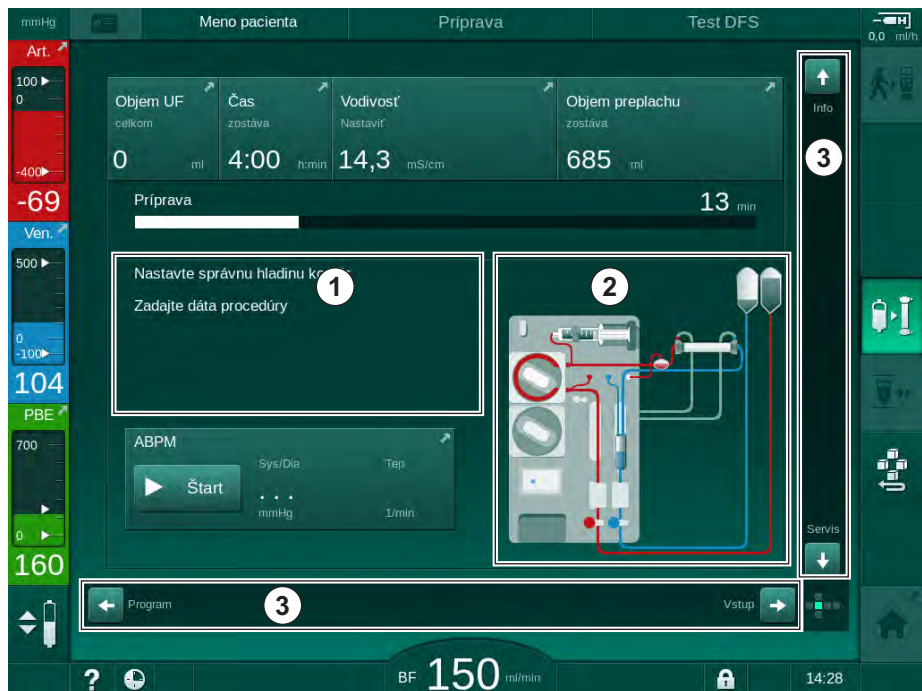 mmHg
Meno pacienta
Príprava
Test DFS
0,0 ml/h
Art.
100
0
-400
-69
Ven.
500
0
-100
104
PBE
700
0
160
Objem UF
celkom
0 ml
Čas
zostáva
4:00 h:min
Vodivosť
Nastaviť
14,3 mS/cm
Objem preplachu
zostáva
685 ml
Príprava
13 min
Nastavte správnu hladinu
Zadajte dáta procedúry
1
2
ABPM
Štart
Sys/Dia
. . .
mmHg
Tep
1/min
Info
3
Servis
Program
3
Vstup
?
BF 150 ml/min
14:28